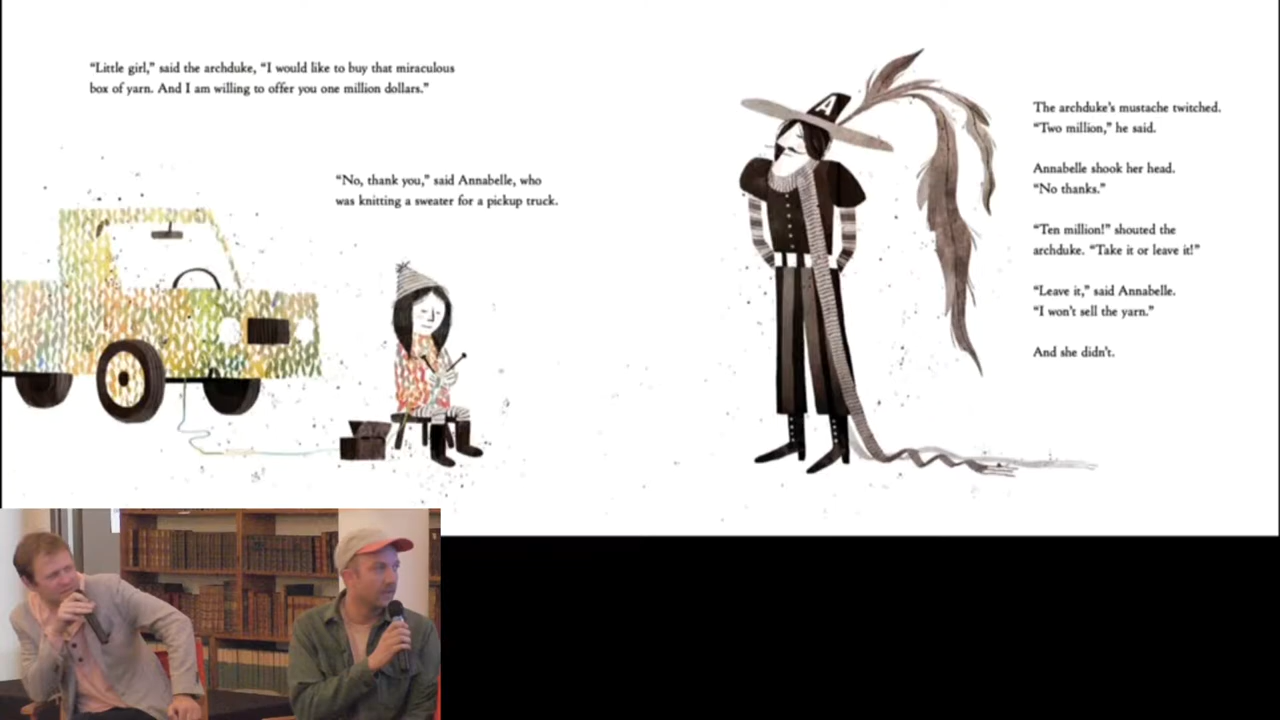 “Little girl,” said the archduke, “I would like to buy that miraculous
box of yarn. And I am willing to offer you one million dollars.”
“No, thank you,” said Annabelle, who
was knitting a sweater for a pickup truck.
A
The archduke’s mustache twitched.
“Two million,” he said.
Annabelle shook her head.
“No thanks.”
“Ten million!” shouted the
archduke. “Take it or leave it!”
“Leave it,” said Annabelle.
“I won’t sell the yarn.”
And she didn’t.